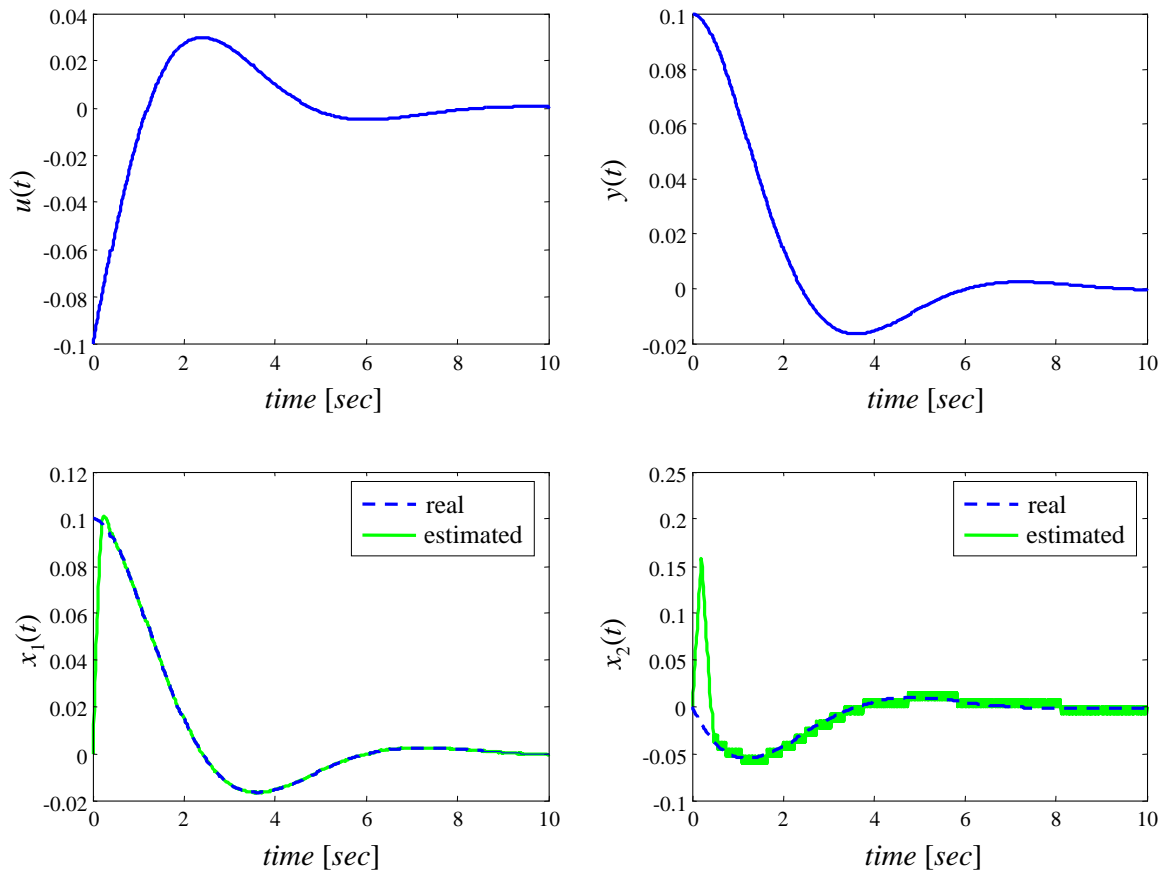 0.04
0.02
0
-0.02
-0.04
-0.06
-0.08
-0.1
u(t)
0 2 4 6 8 10
time [sec]
0.1
0.08
0.06
0.04
0.02
0
-0.02
y(t)
0 2 4 6 8 10
time [sec]
0.12
0.1
0.08
0.06
0.04
0.02
0
-0.02
x1(t)
real
estimated
0 2 4 6 8 10
time [sec]
0.25
0.2
0.15
0.1
0.05
0
-0.05
-0.1
x2(t)
real
estimated
0 2 4 6 8 10
time [sec]